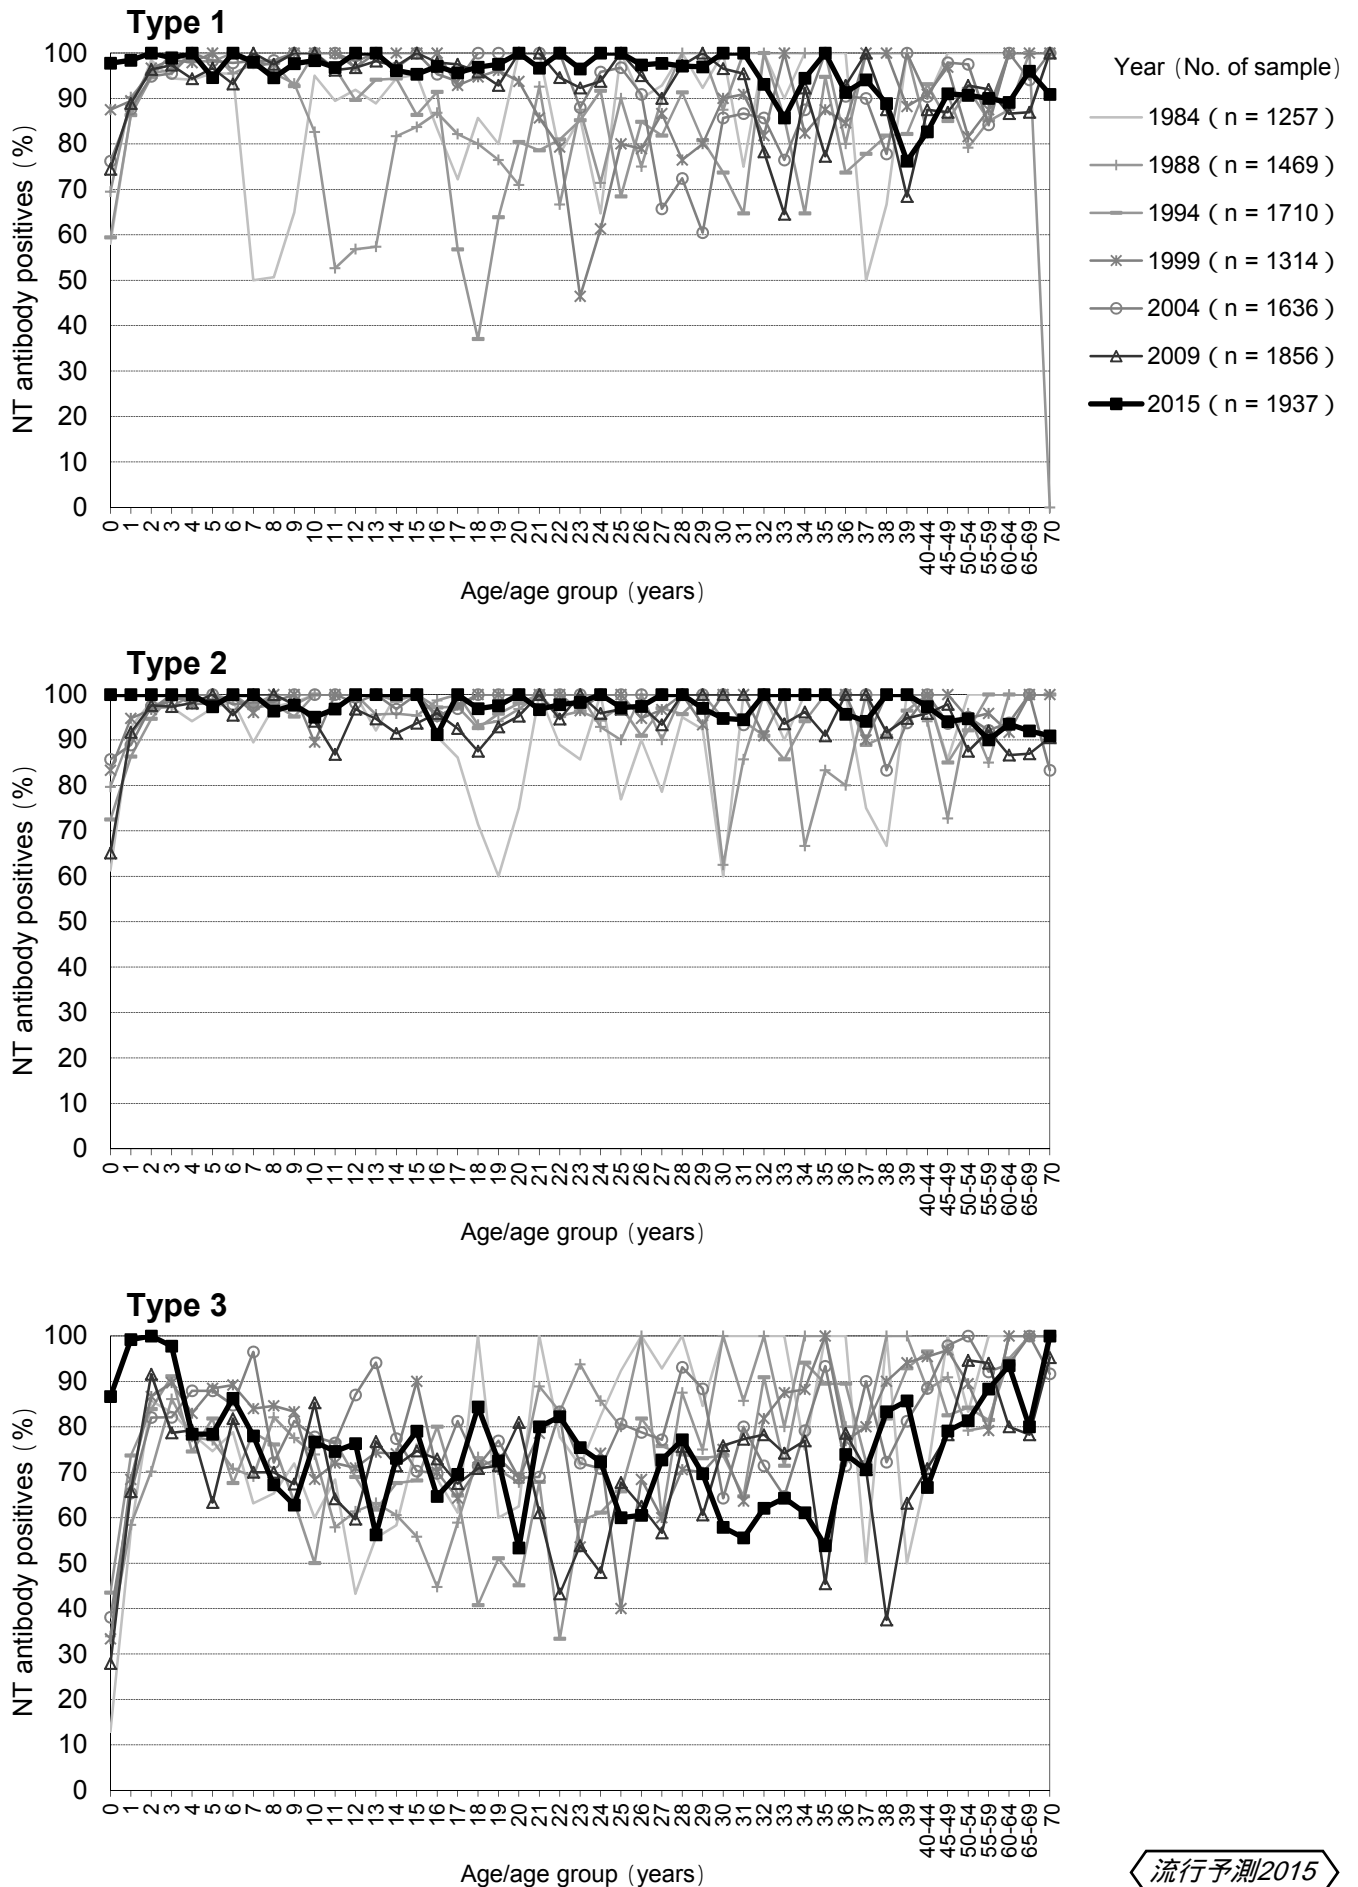 Type 1
NT antibody positives (%)
100
90
80
70
60
50
40
30
20
10
0
0 1 2 3 4 5 6 7 8 9 10 11 12 13 14 15 16 17 18 19 20 21 22 23 24 25 26 27 28 29 30 31 32 33 34 35 36 37 38 39 40-44 45-49 50-54 55-59 60-64 65-69 70
Age/age group (years)
Year (No. of sample)
1984 ( n = 1257 )
1988 ( n = 1469 )
1994 ( n = 1710 )
1999 ( n = 1314 )
2004 ( n = 1636 )
2009 ( n = 1856 )
2015 ( n = 1937 )
Type 2
NT antibody positives (%)
100
90
80
70
60
50
40
30
20
10
0
0 1 2 3 4 5 6 7 8 9 10 11 12 13 14 15 16 17 18 19 20 21 22 23 24 25 26 27 28 29 30 31 32 33 34 35 36 37 38 39 40-44 45-49 50-54 55-59 60-64 65-69 70
Age/age group (years)
Type 3
NT antibody positives (%)
100
90
80
70
60
50
40
30
20
10
0
0 1 2 3 4 5 6 7 8 9 10 11 12 13 14 15 16 17 18 19 20 21 22 23 24 25 26 27 28 29 30 31 32 33 34 35 36 37 38 39 40-44 45-49 50-54 55-59 60-64 65-69 70
Age/age group (years)
流行予測2015